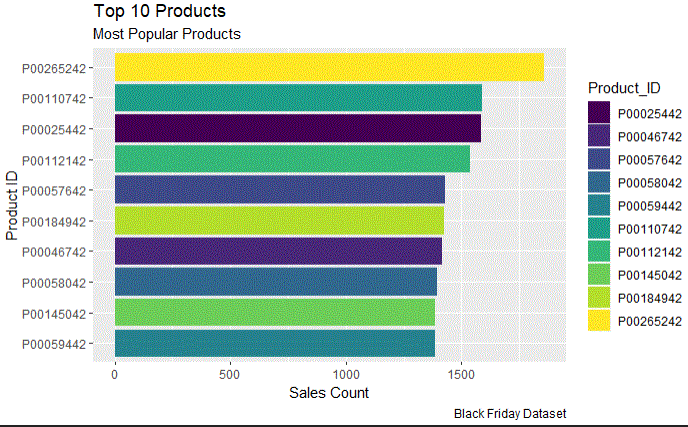 Top 10 Products
Most Popular Products
P00265242
P00110742
P00025442
P00112142
P00057642
P00184942
P00046742
P00058042
P00145042
P00059442
Product ID
0 500 1000 1500
Sales Count
Black Friday Dataset
Product_ID
P00025442
P00046742
P00057642
P00058042
P00059442
P00110742
P00112142
P00145042
P00184942
P00265242